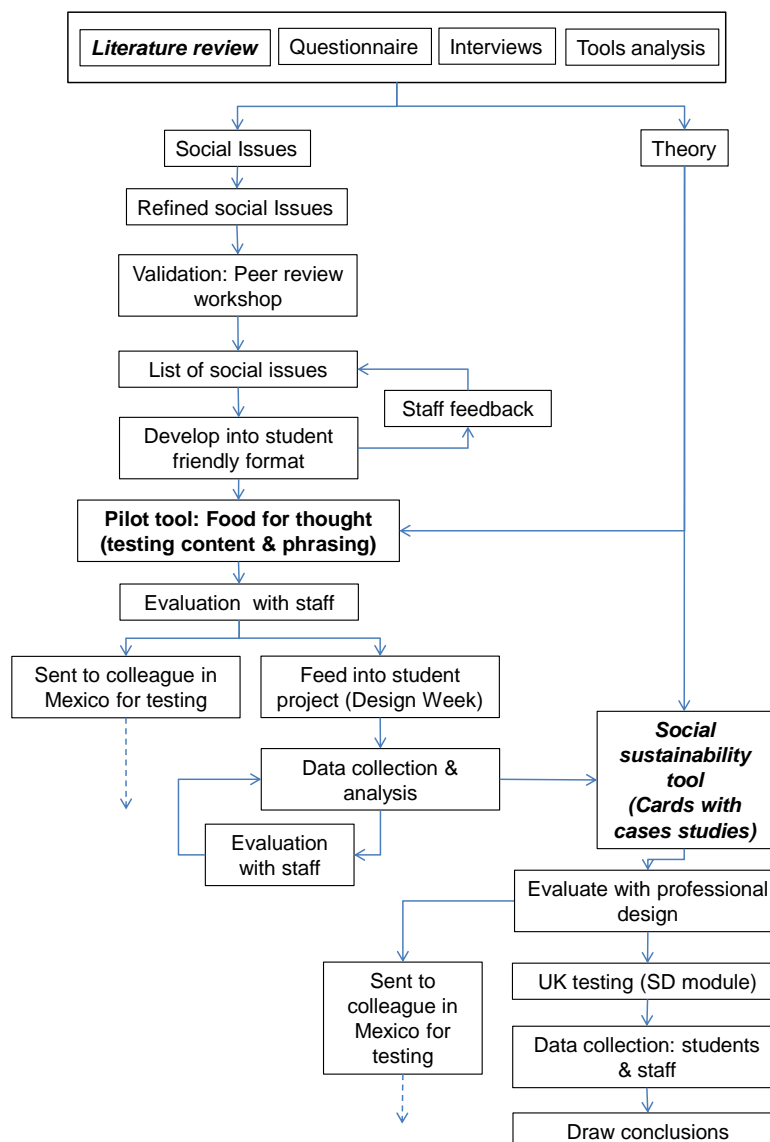 Literature review
Questionnaire
Interviews
Tools analysis
Social Issues
Theory
Refined social Issues
Validation: Peer review
workshop
List of social issues
Staff feedback
Develop into student
friendly format
Pilot tool: Food for thought
(testing content & phrasing)
Evaluation with staff
Sent to colleague in
Mexico for testing
Feed into student
project (Design Week)
Social
sustainability
tool
(Cards with
cases studies)
Data collection &
analysis
Evaluation
with staff
Evaluate with professional
design
Sent to
colleague in
Mexico for
testing
UK testing (SD module)
Data collection: students
& staff
Draw conclusions